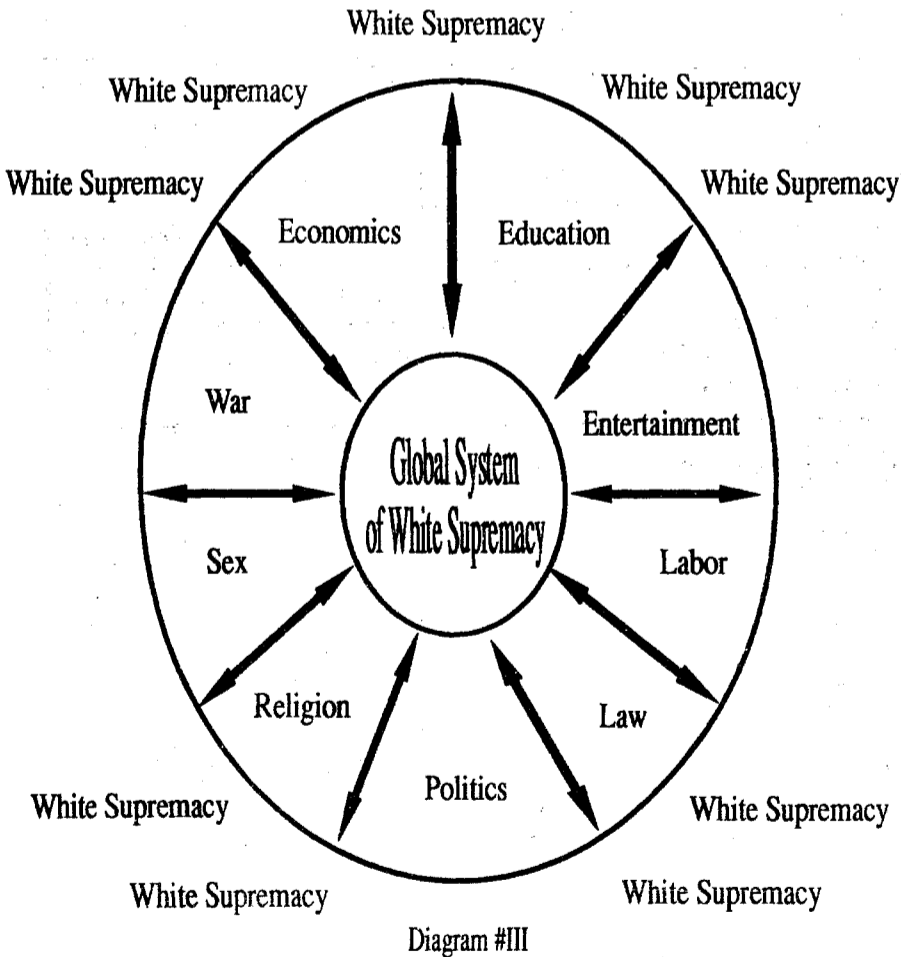 White Supremacy
White Supremacy
White Supremacy
White Supremacy
White Supremacy
Economics
Education
War
Entertainment
Global System
of White Supremacy
Sex
Labor
Religion
Law
Politics
White Supremacy
White Supremacy
White Supremacy
White Supremacy
Diagram #III